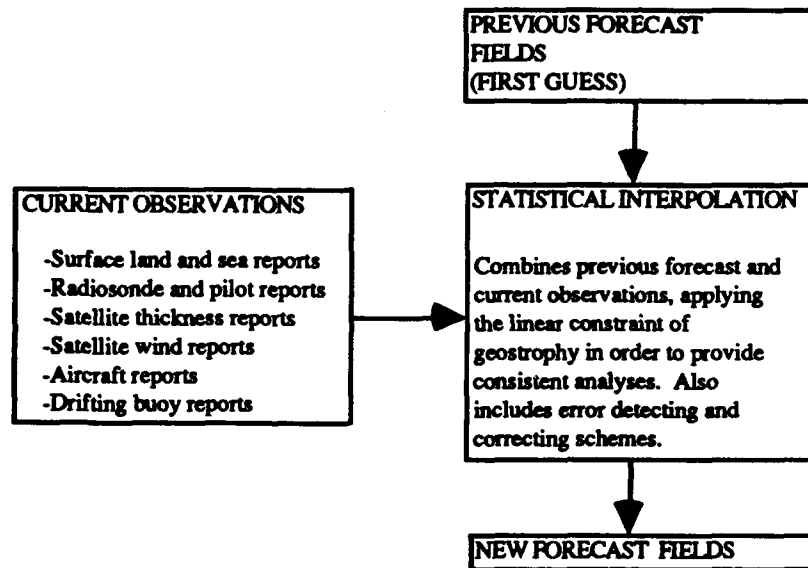 PREVIOUS FORECAST
FIELDS
(FIRST GUESS)
CURRENT OBSERVATIONS
-Surface land and sea reports
-Radiosonde and pilot reports
-Satellite thickness reports
-Satellite wind reports
-Aircraft reports
-Drifting buoy reports
STATISTICAL INTERPOLATION
Combines previous forecast and
current observations, applying
the linear constraint of
geostrophy in order to provide
consistent analyses. Also
includes error detecting and
correcting schemes.
NEW FORECAST FIELDS